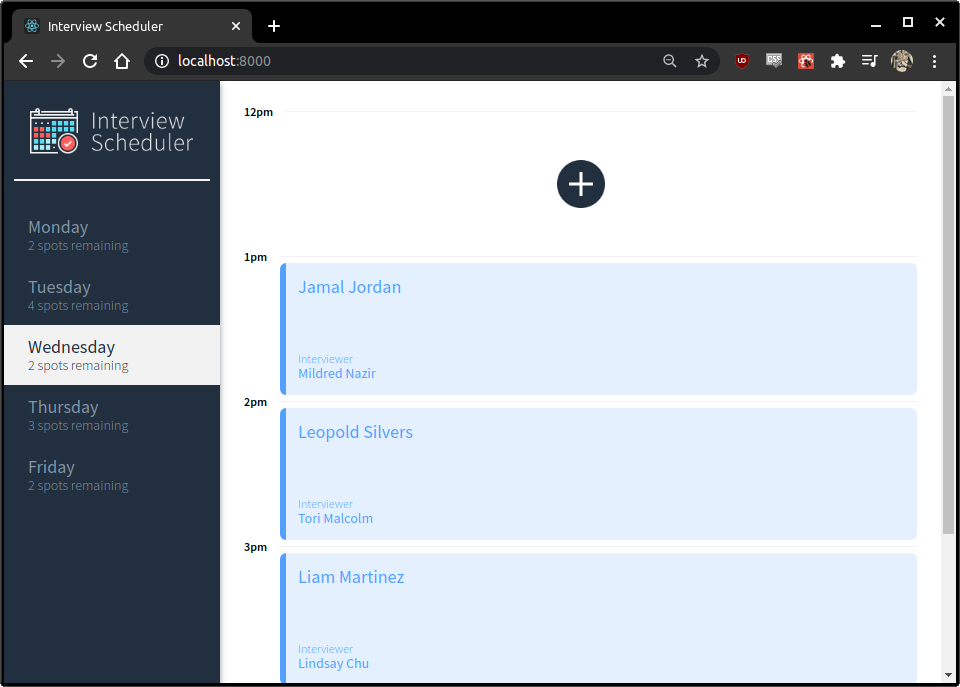 Interview Scheduler
localhost:8000
UD
CSS
Interview
Scheduler
Monday
2 spots remaining
Tuesday
4 spots remaining
Wednesday
2 spots remaining
Thursday
3 spots remaining
Friday
2 spots remaining
12pm
1pm
Jamal Jordan
Interviewer
Mildred Nazir
2pm
Leopold Silvers
Interviewer
Tori Malcolm
3pm
Liam Martinez
Interviewer
Lindsay Chu